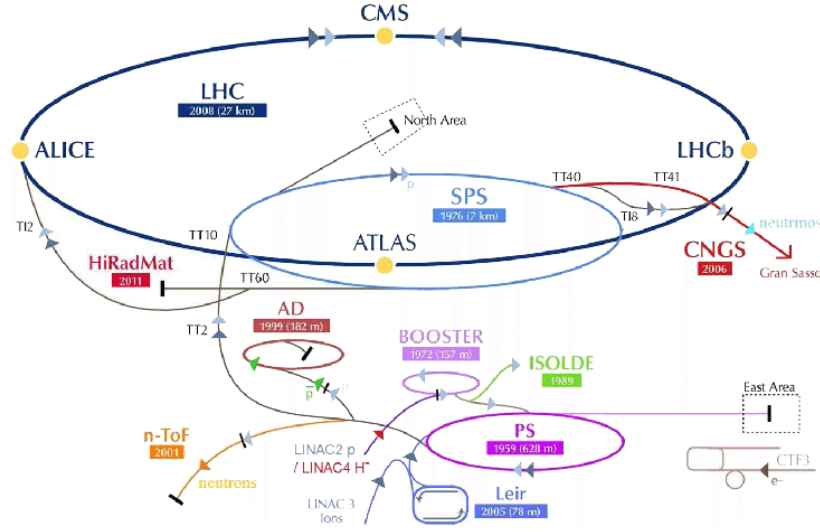 CMS
LHC
2008 (27 km)
North Area
ALICE
LHCb
TT40
TT41
SPS
1976 (7 km)
p
TI8
TI2
TT10
neutrinos
ATLAS
CNGS
2006
Gran Sasso
HiRadMat
2011
TT60
AD
1999 (182 m)
TT2
BOOSTER
1972 (157 m)
ISOLDE
1989
p
p
East Area
n-ToF
2001
LINAC2 p
/ LINAC4 H⁻
PS
1959 (628 m)
neutrons
CTF3
e–
LINAC 3
Ions
Leir
2005 (78 m)